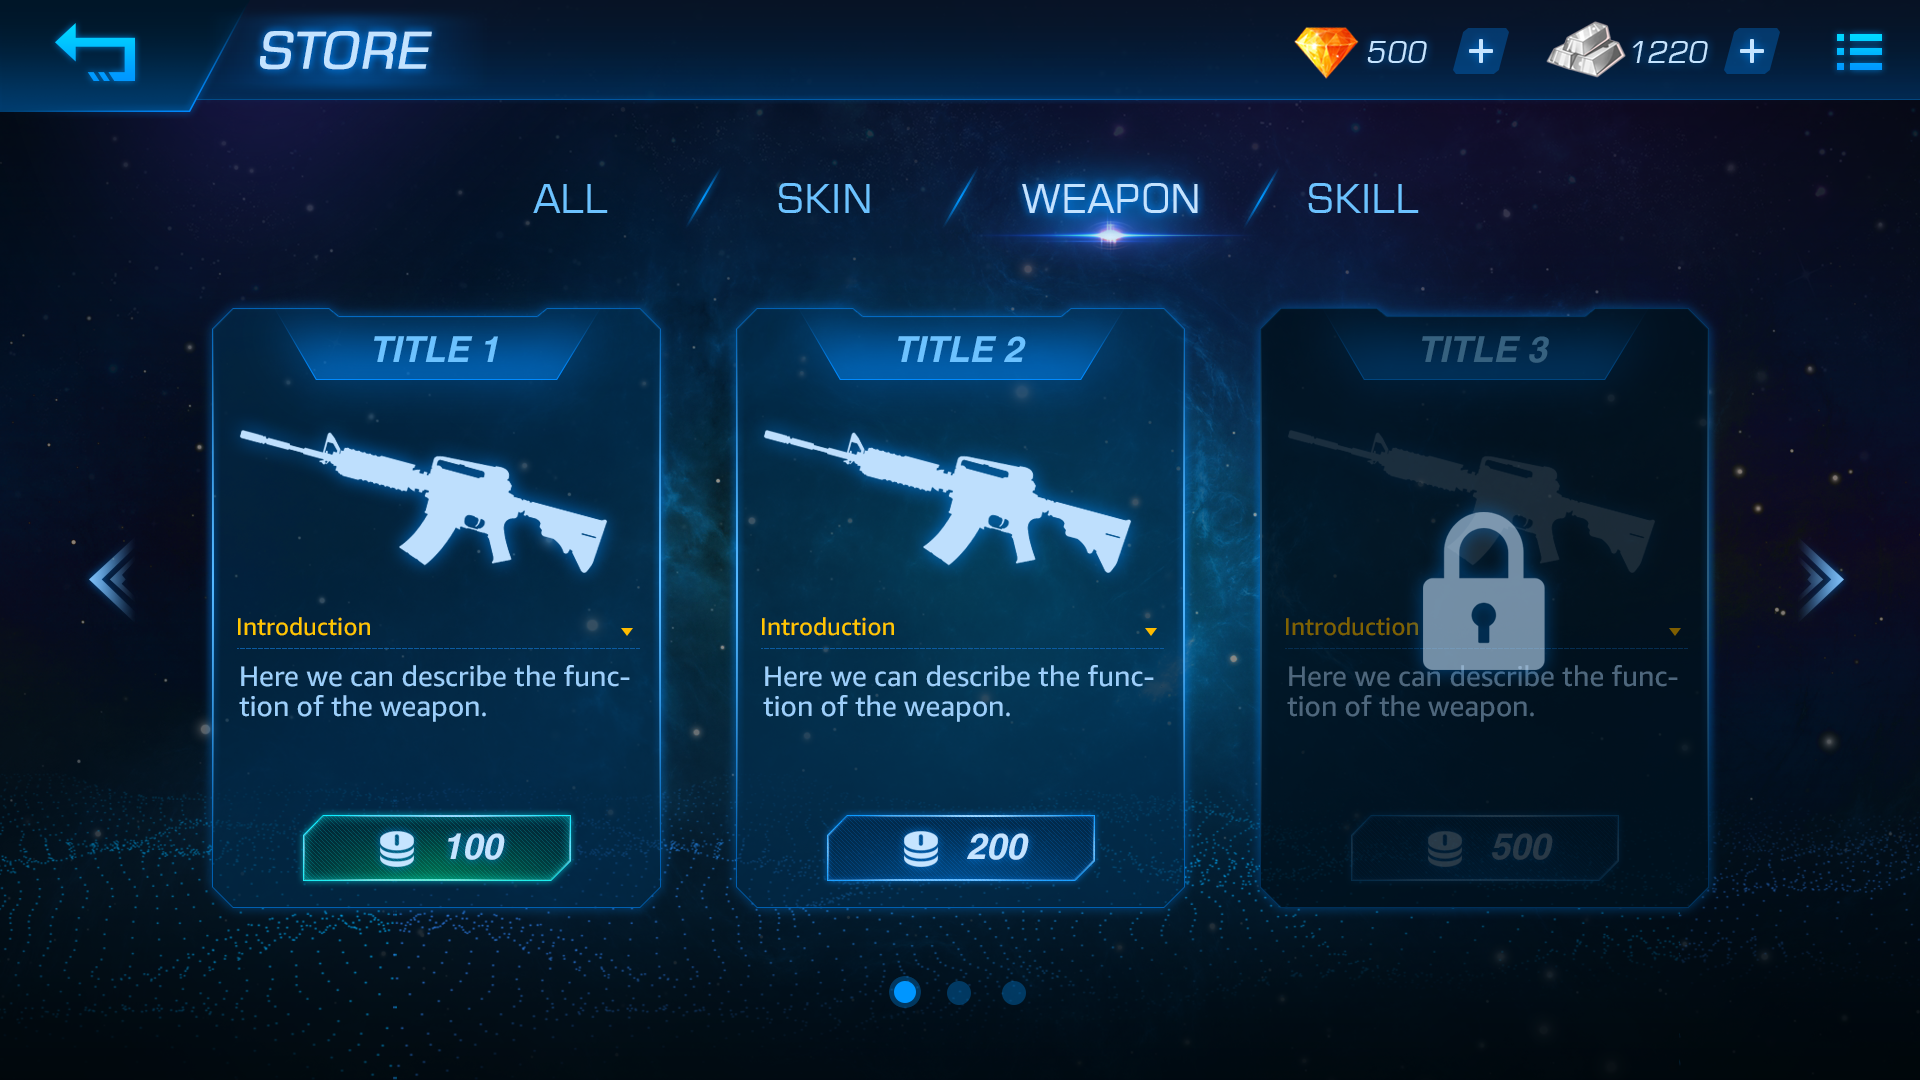 STORE
500
1220
ALL
SKIN
WEAPON
SKILL
TITLE 1
Introduction
Here we can describe the func-
tion of the weapon.
100
TITLE 2
Introduction
Here we can describe the func-
tion of the weapon.
200
TITLE 3
Introduction
Here we can describe the func-
tion of the weapon.
500